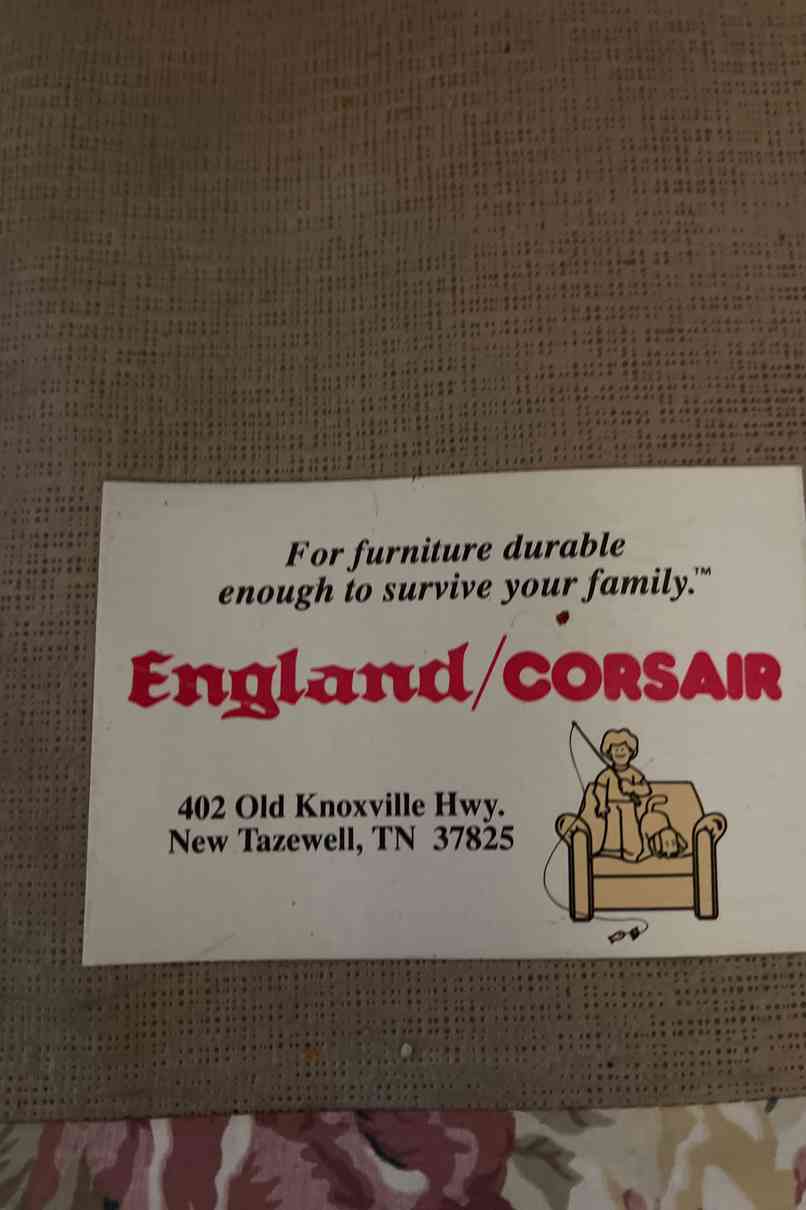 For furniture durable
enough to survive your family.™
England/CORSAIR
402 Old Knoxville Hwy.
New Tazewell, TN 37825